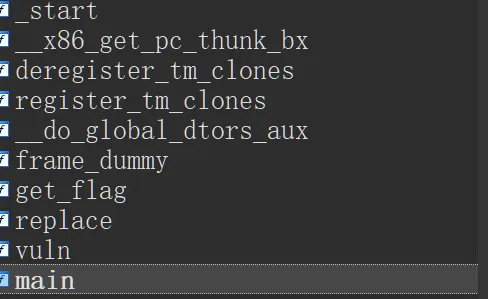 _start
__x86_get_pc_thunk_bx
deregister_tm_clones
register_tm_clones
__do_global_dtors_aux
frame_dummy
get_flag
replace
vuln
main